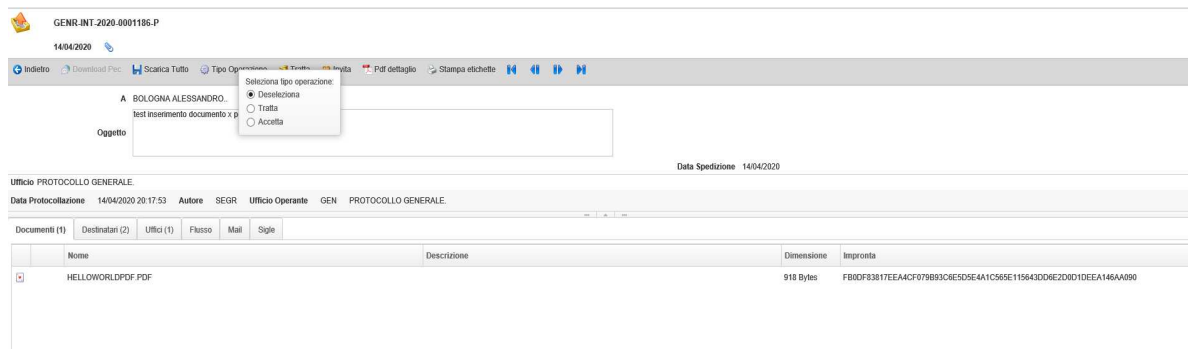 GENR-INT-2020-0001186-P
14/04/2020
Indietro Download Pec Scarica Tutto Tipo Operazione Tratta Invita Pdf dettaglio Stampa etichette
Seleziona tipo operazione:
Deseleziona
Tratta
Accetta
A BOLOGNA ALESSANDRO..
Oggetto test inserimento documento x p
Data Spedizione 14/04/2020
Ufficio PROTOCOLLO GENERALE.
Data Protocollazione 14/04/2020 20:17:53 Autore SEGR Ufficio Operante GEN PROTOCOLLO GENERALE.
Documenti (1) Destinatari (2) Uffici (1) Flusso Mail Sigle
Nome Descrizione Dimensione Impronta
HELLOWORLDPDF.PDF 918 Bytes FB0DF83817EEA4CF079B93C6E5D5E4A1C565E115643DD6E2D0D1DEEA146AA090